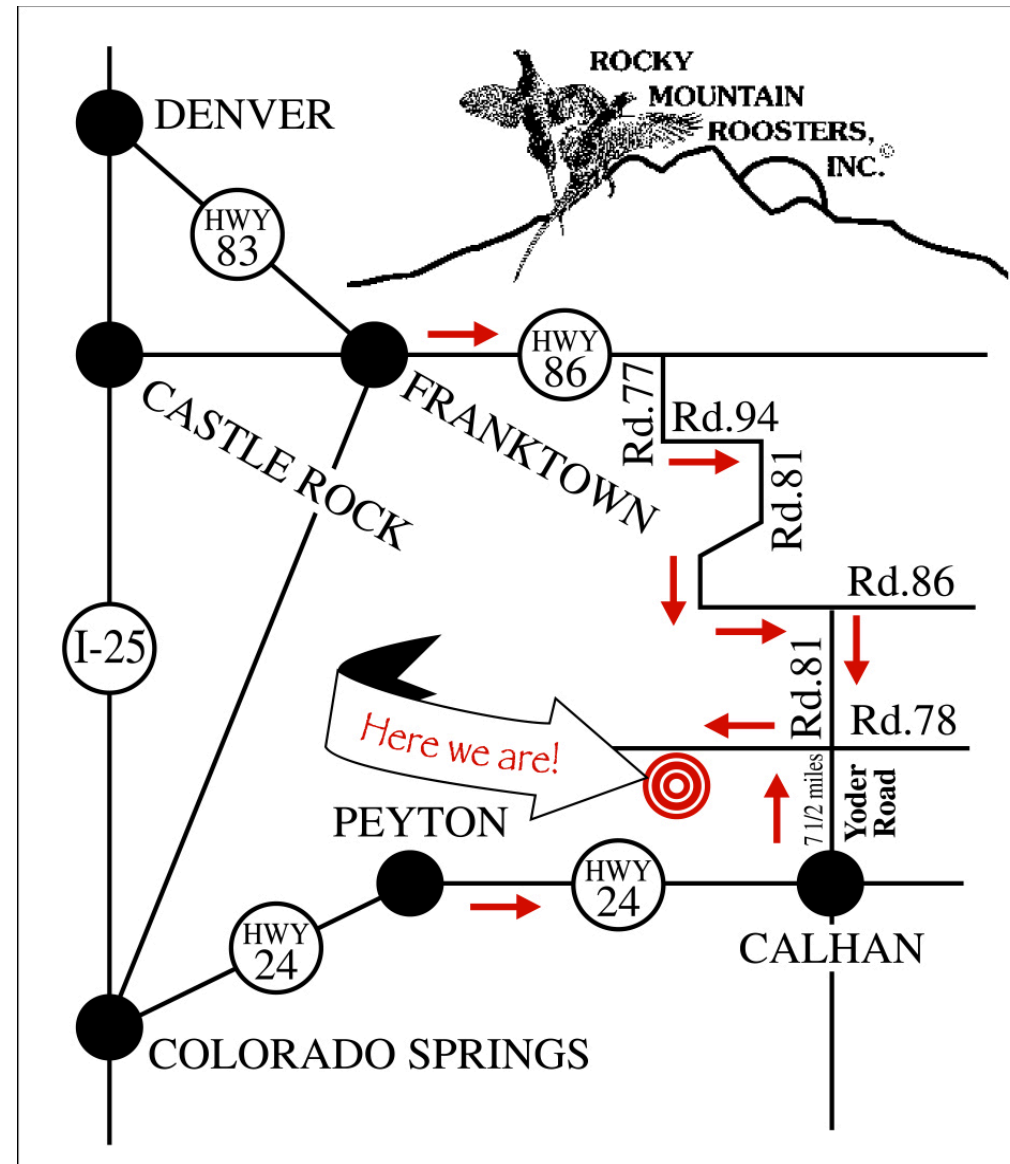 ROCKY
MOUNTAIN
ROOSTERS,
INC.©
DENVER
HWY
83
HWY
86
CASTLE ROCK
FRANKTOWN
Rd.77
Rd.94
Rd.81
Rd.86
I-25
Rd.81
Rd.78
Here we are!
7 1/2 miles
Yoder
Road
PEYTON
HWY
24
HWY
24
CALHAN
COLORADO SPRINGS